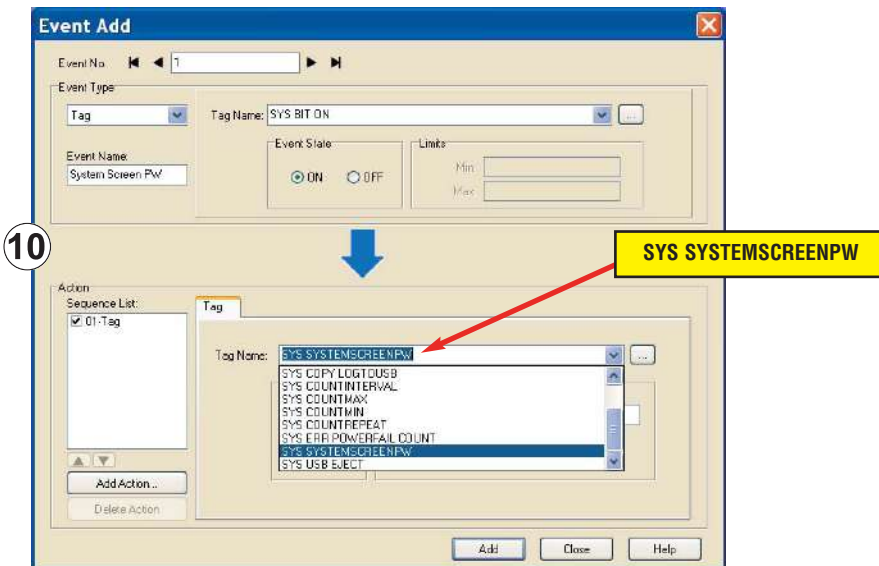 Event Add
Event No. 1
Event Type
Tag
Tag Name: SYS BIT ON
...
Event Name:
System Screen PW
Event State
ON OFF
Limits
Min
Max
10
SYS SYSTEMSCREENPW
Action
Sequence List:
01-Tag
Tag
Tag Name: SYS SYSTEMSCREENPW
...
SYS COPY LOGTOUSB
SYS COUNTINTERVAL
SYS COUNTMAX
SYS COUNTMIN
SYS COUNTREPEAT
SYS ERR POWERFAIL COUNT
SYS SYSTEMSCREENPW
SYS USB EJECT
Add Action...
Delete Action
Add Close Help